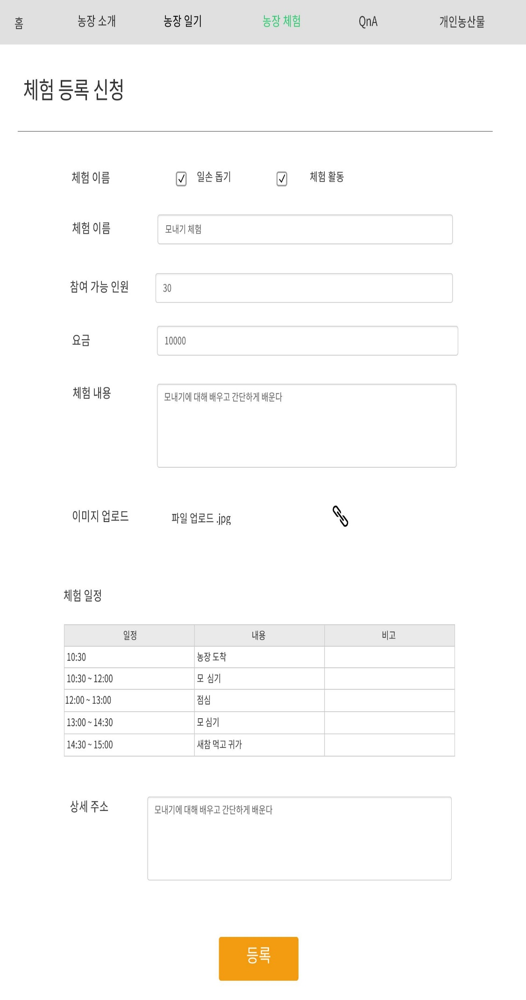 홈 농장 소개 농장 일기 농장 체험 QnA 개인농산물
체험 등록 신청
체험 이름 일손 돕기 체험 활동
체험 이름 모내기 체험
참여 가능 인원 30
요금 10000
체험 내용 모내기에 대해 배우고 간단하게 배운다
이미지 업로드 파일 업로드 .jpg
체험 일정
일정 내용 비고
10:30 농장 도착
10:30 ~ 12:00 모 심기
12:00 ~ 13:00 점심
13:00 ~ 14:30 모 심기
14:30 ~ 15:00 새참 먹고 귀가
상세 주소 모내기에 대해 배우고 간단하게 배운다
등록